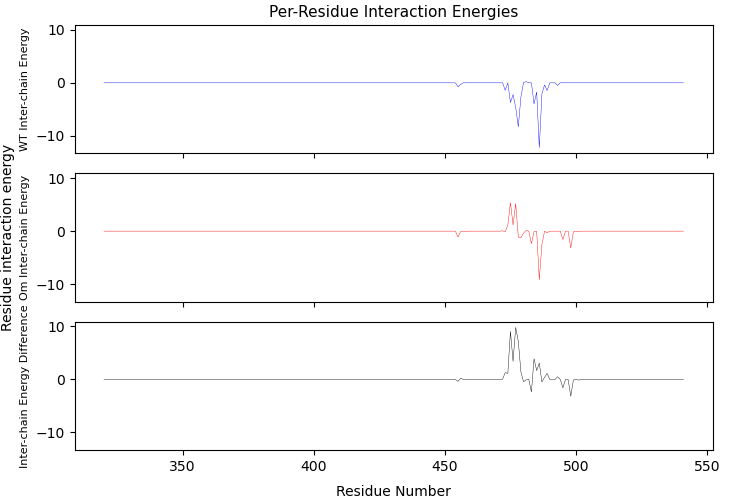 Per-Residue Interaction Energies
Residue interaction energy
WT Inter-chain Energy
10
0
−10
Om Inter-chain Energy
10
0
−10
Inter-chain Energy Difference
10
0
−10
350
400
450
500
550
Residue Number